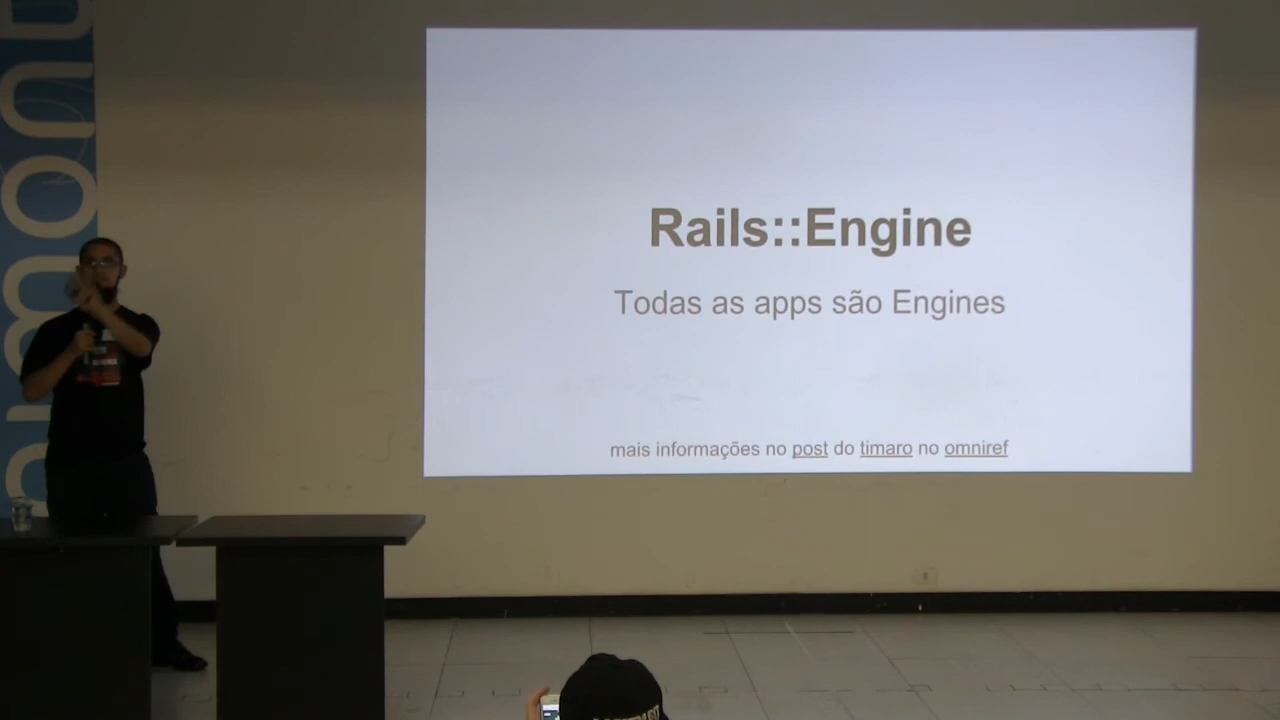 Rails::Engine
Todas as apps são Engines
mais informações no post do timaro no omniref